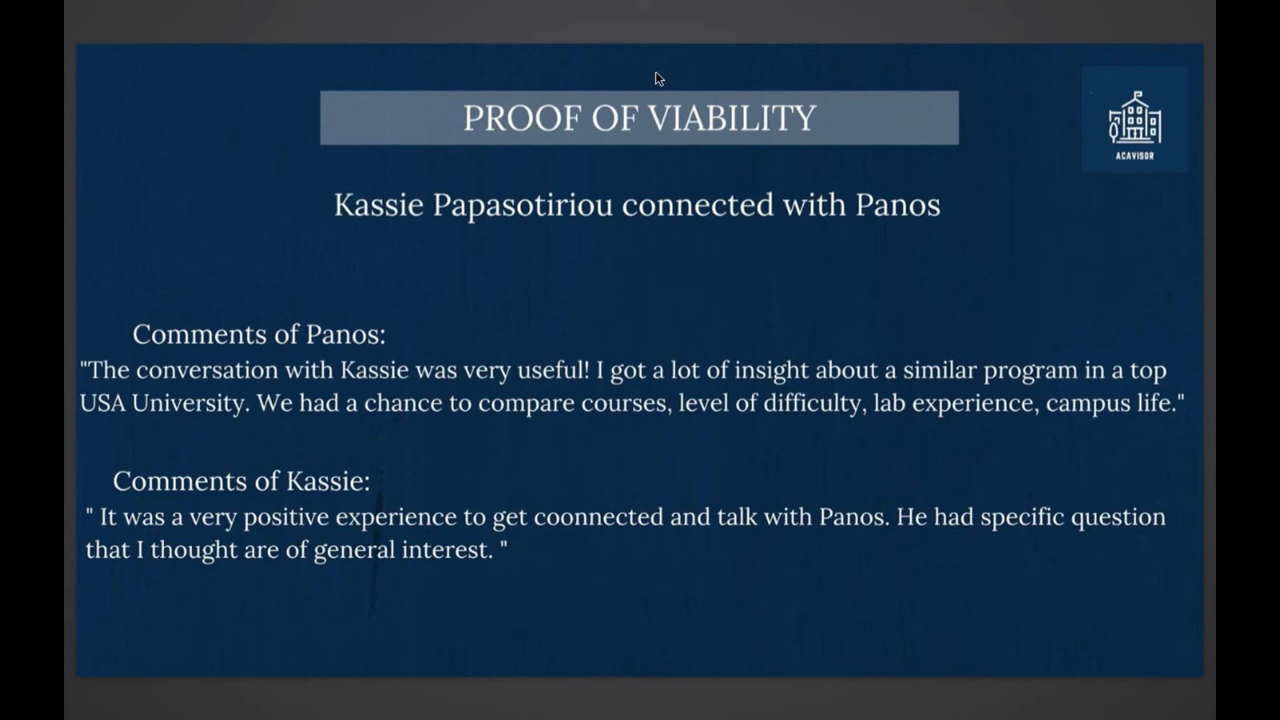 PROOF OF VIABILITY
ACAVISOR
Kassie Papasotiriou connected with Panos
Comments of Panos:
"The conversation with Kassie was very useful! I got a lot of insight about a similar program in a top
USA University. We had a chance to compare courses, level of difficulty, lab experience, campus life."
Comments of Kassie:
" It was a very positive experience to get coonnected and talk with Panos. He had specific question
that I thought are of general interest. "